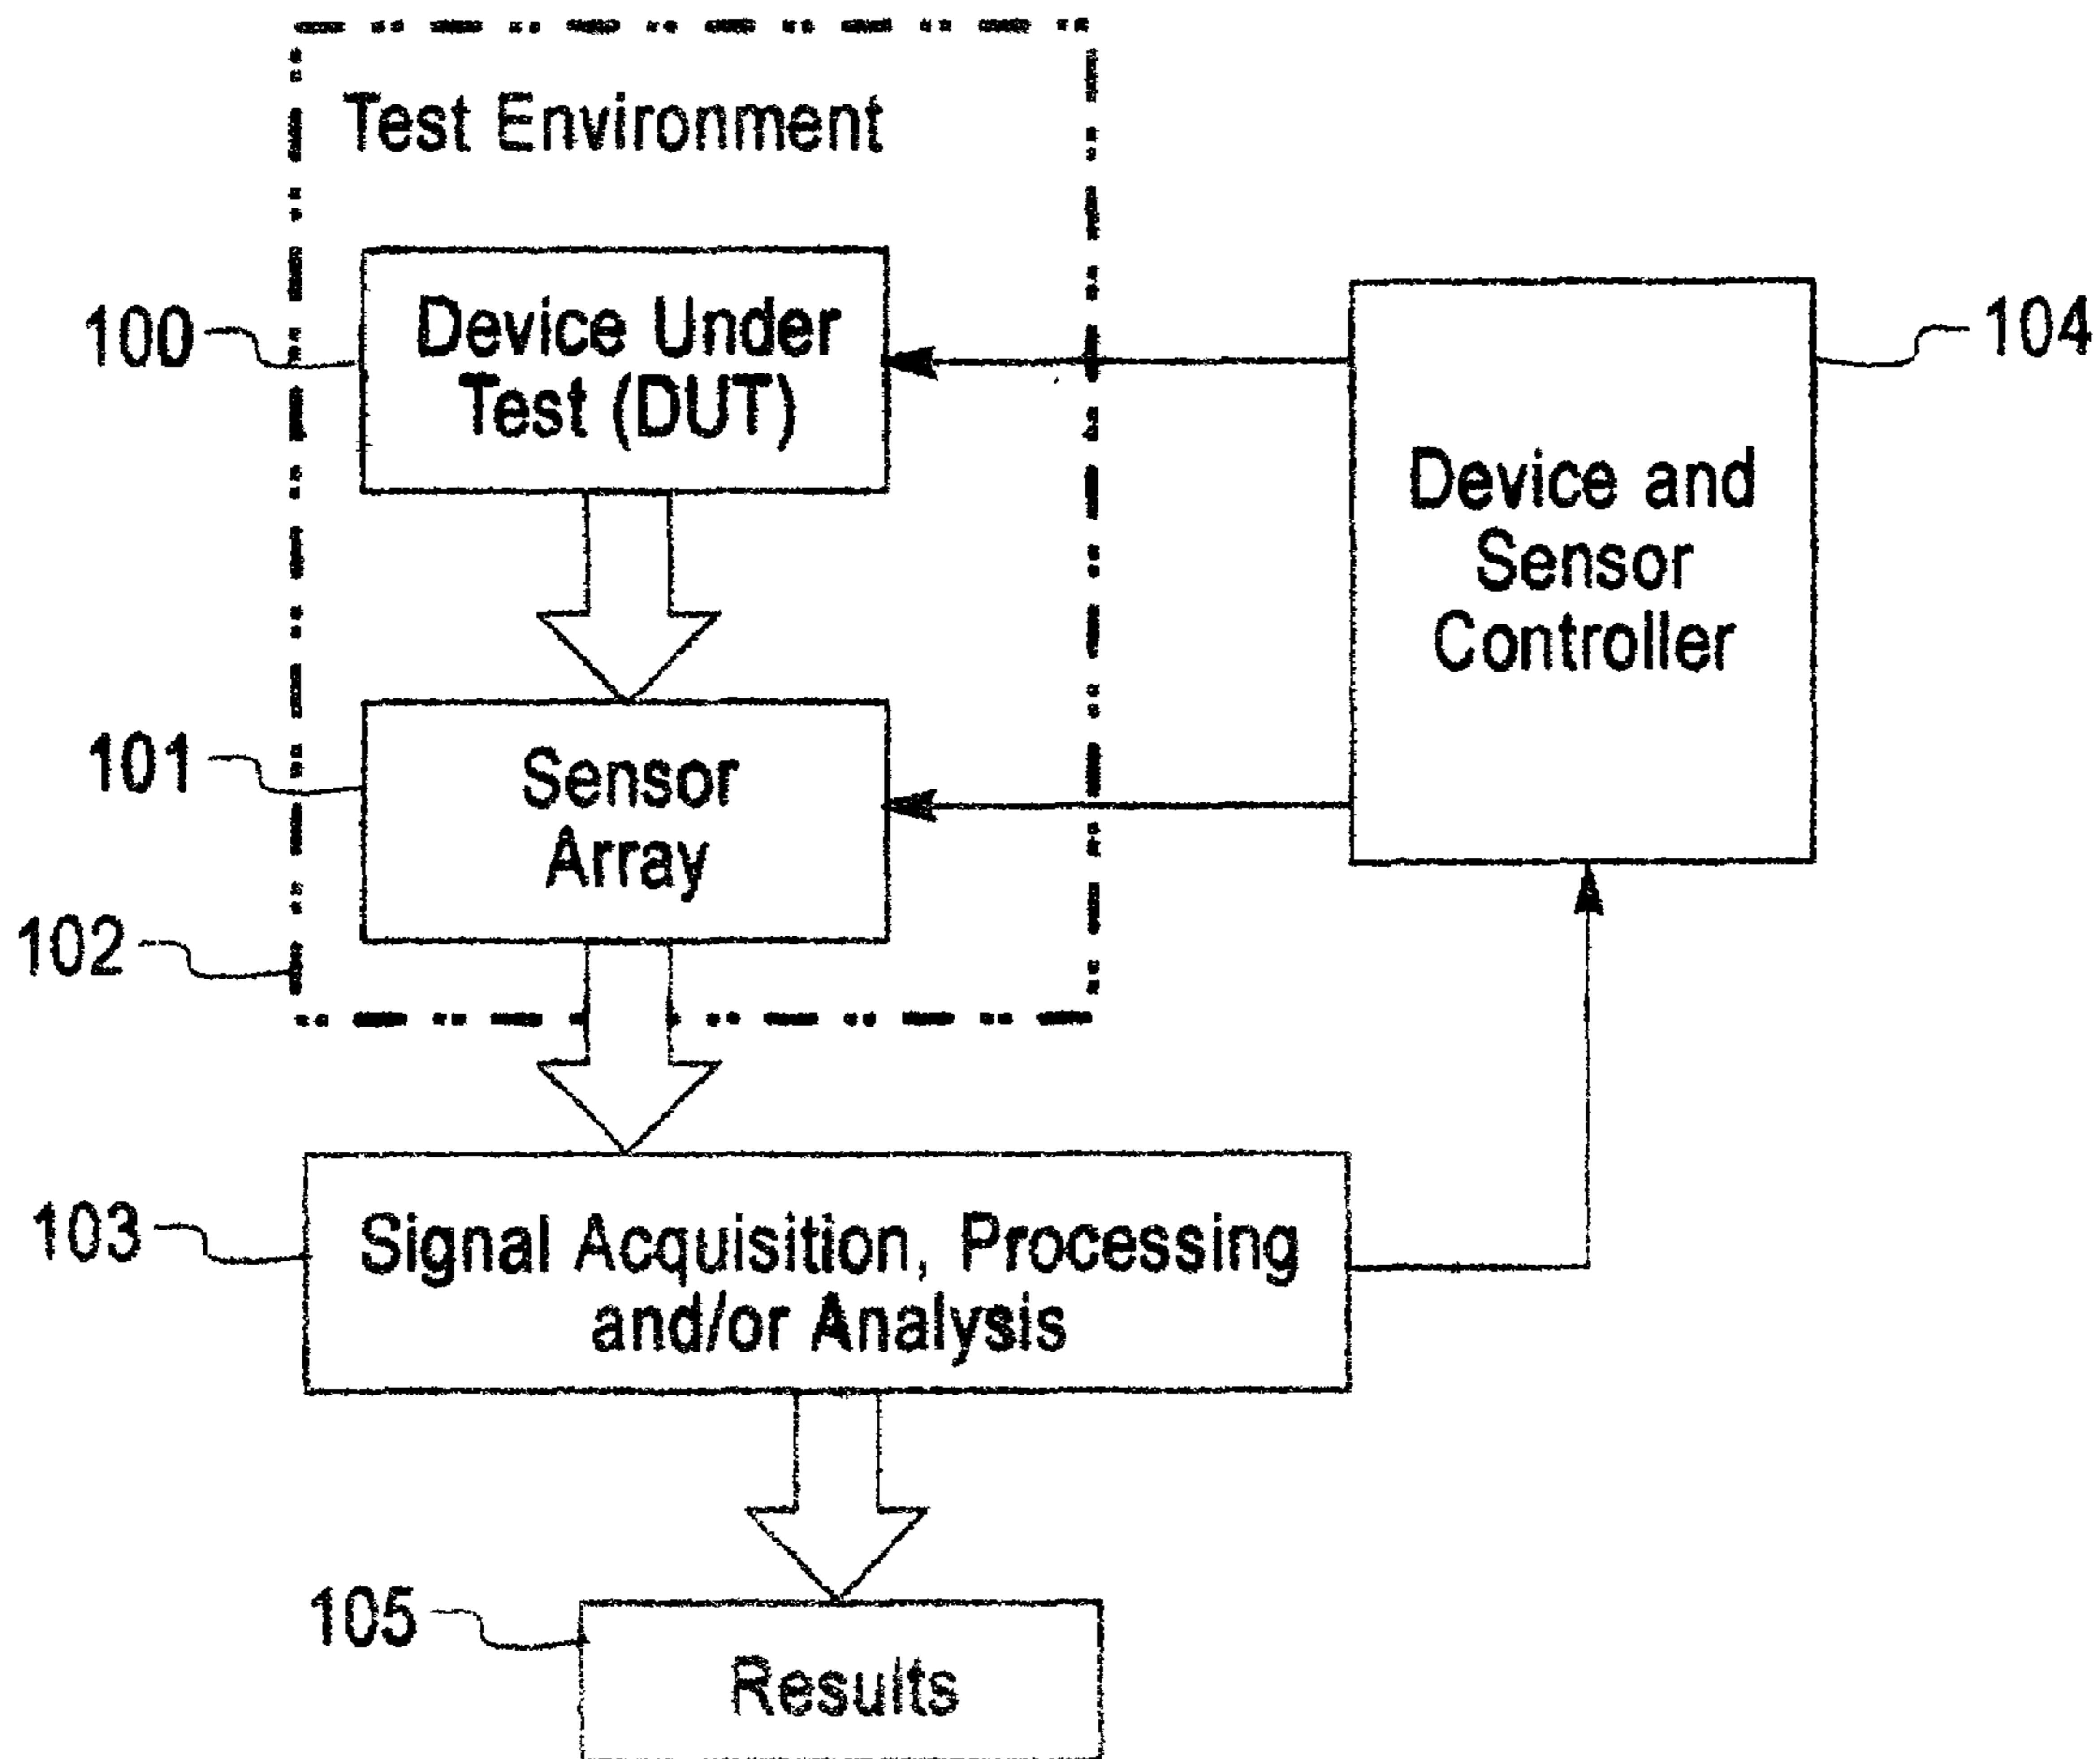 Test Environment
100
Device Under
Test (DUT)
104
Device and
Sensor
Controller
101
Sensor
Array
102
103
Signal Acquisition, Processing
and/or Analysis
105
Results